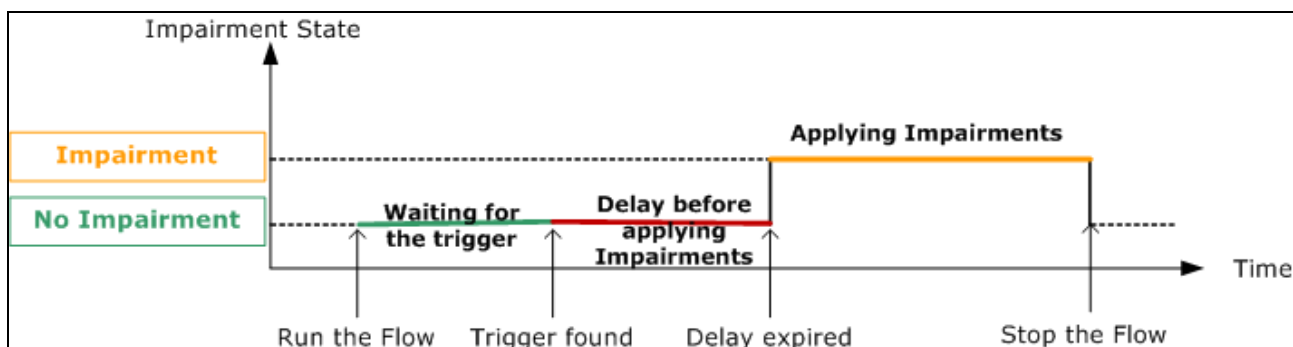 Impairment State
Applying Impairments
Impairment
No Impairment
Waiting for
the trigger
Delay before
applying
Impairments
Time
Run the Flow
Trigger found
Delay expired
Stop the Flow